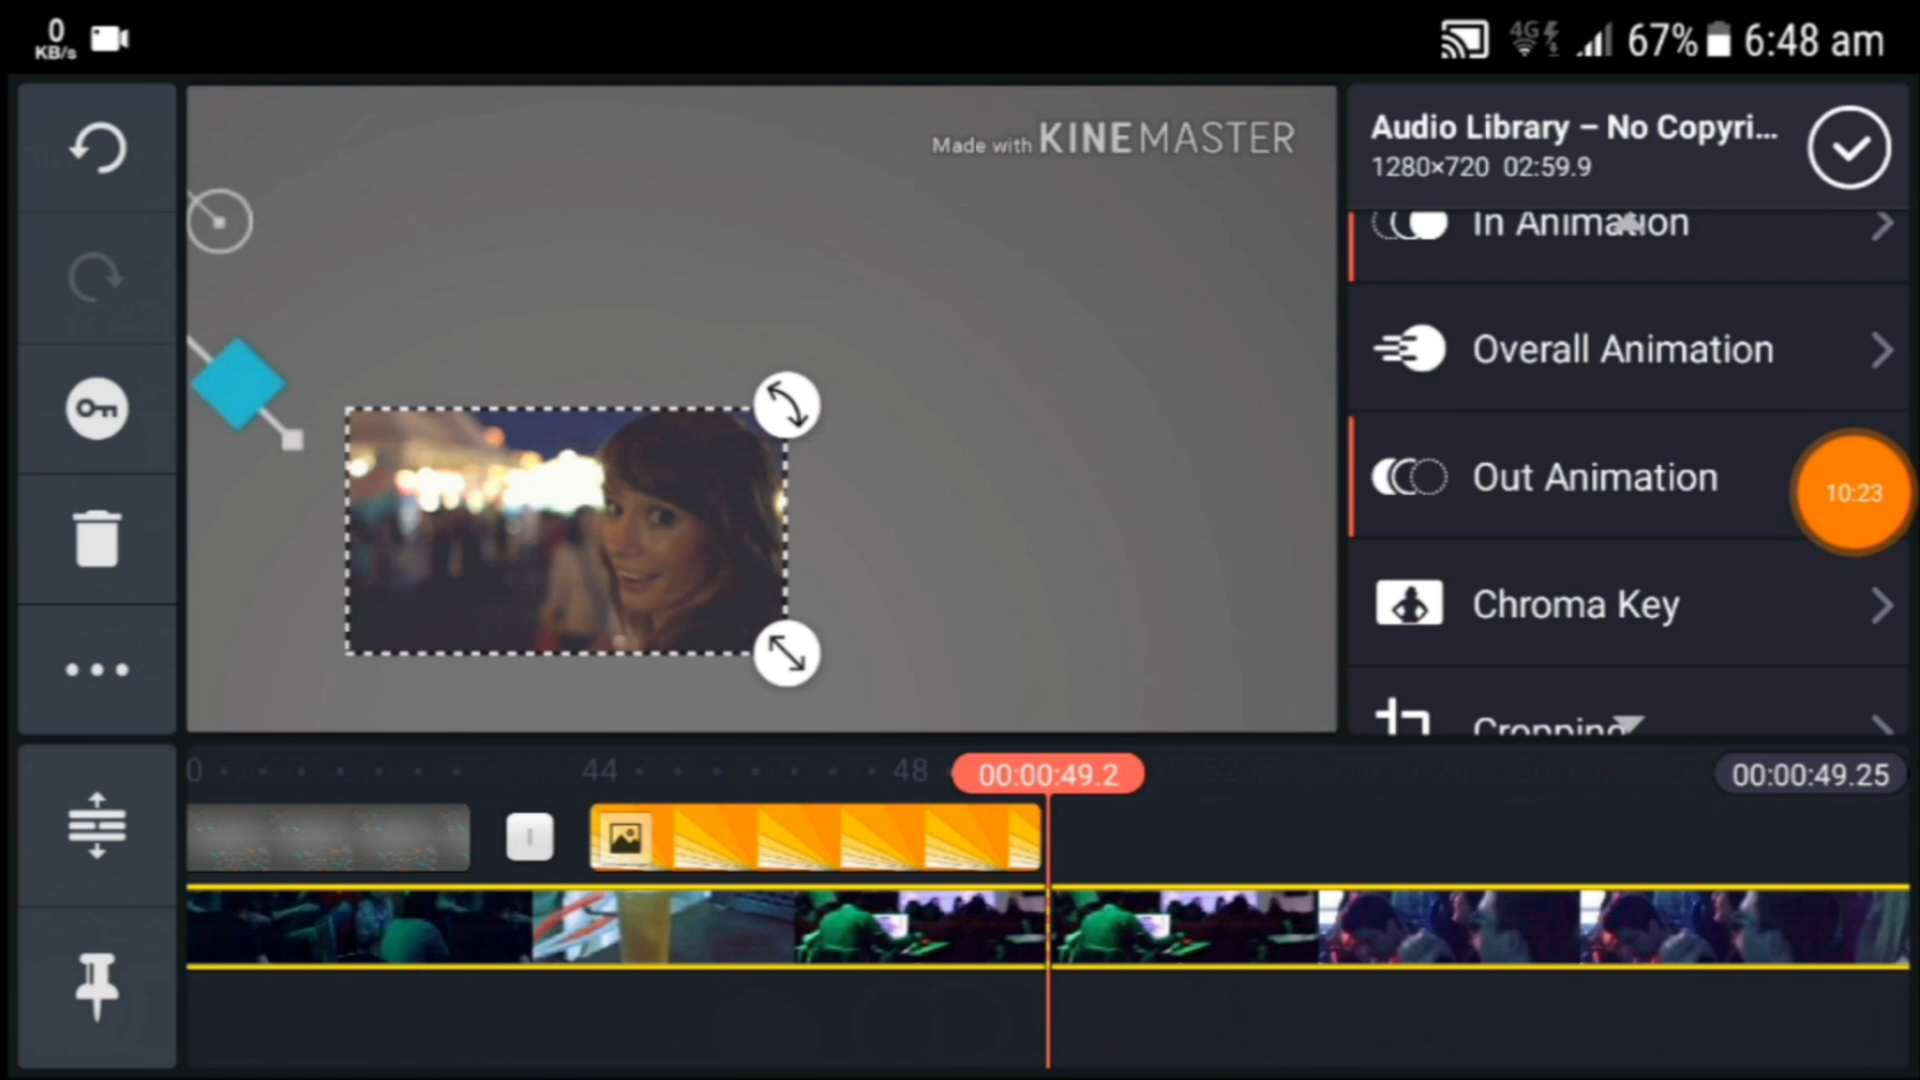 0
KB/s
4G
67%
6:48 am
Made with KINEMASTER
Audio Library – No Copyri...
1280×720 02:59.9
In Animation
Overall Animation
Out Animation
10:23
Chroma Key
Cropping
0
44
48
00:00:49.2
00:00:49.25